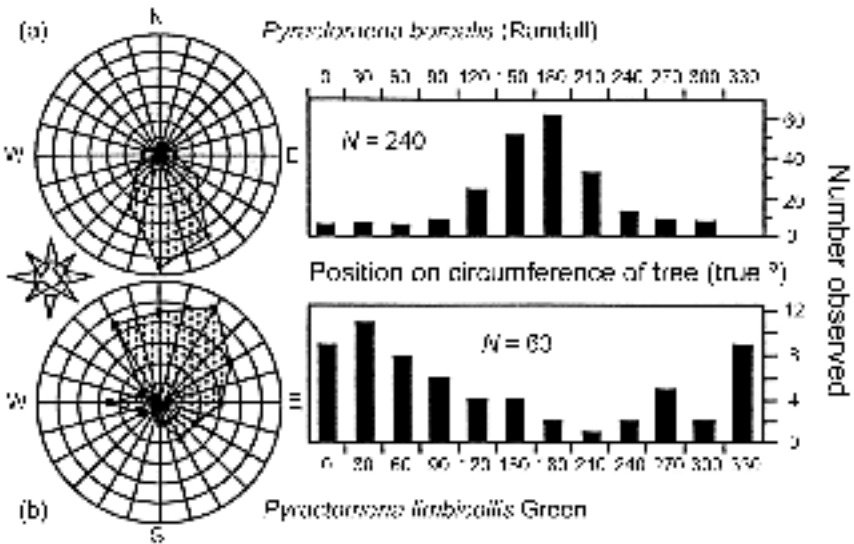 (a)
N
Pyractomena borealis (Randall)
0 30 60 90 120 150 180 210 240 270 300 330
W
E
N = 240
60
40
20
0
Number observed
Position on circumference of tree (true °)
N = 60
12
8
4
0
W
E
0 30 60 90 120 150 180 210 240 270 300 330
(b)
S
Pyractomena limbicollis Green